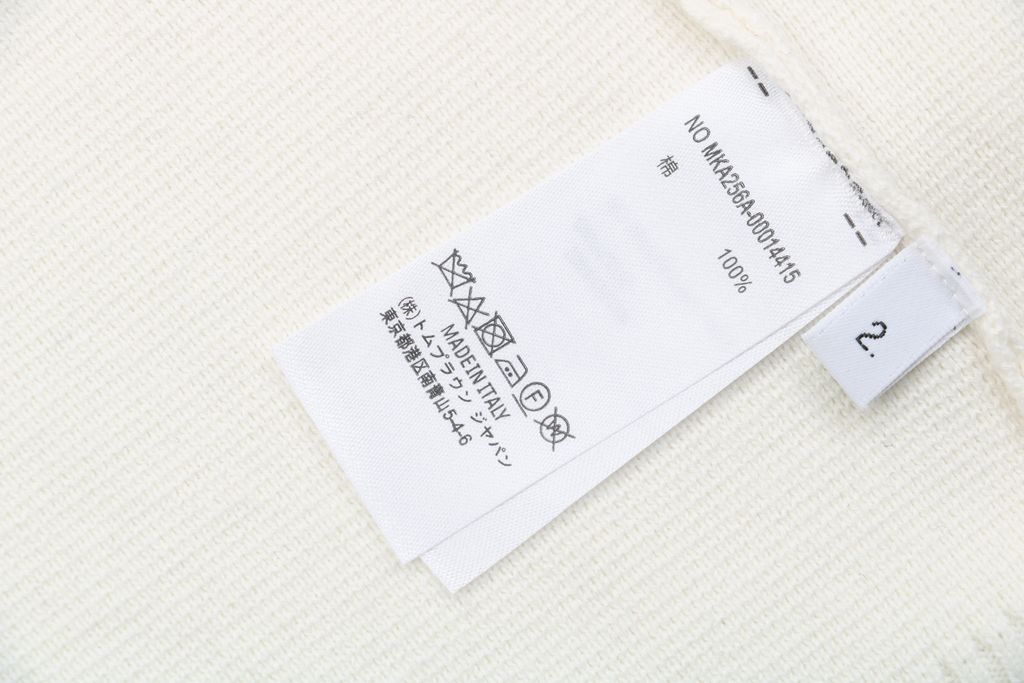 NO MKA256A-00014415
棉 100%
MADE IN ITALY
(株)トムブラウン ジャパン
東京都港区南青山5-4-6
2.